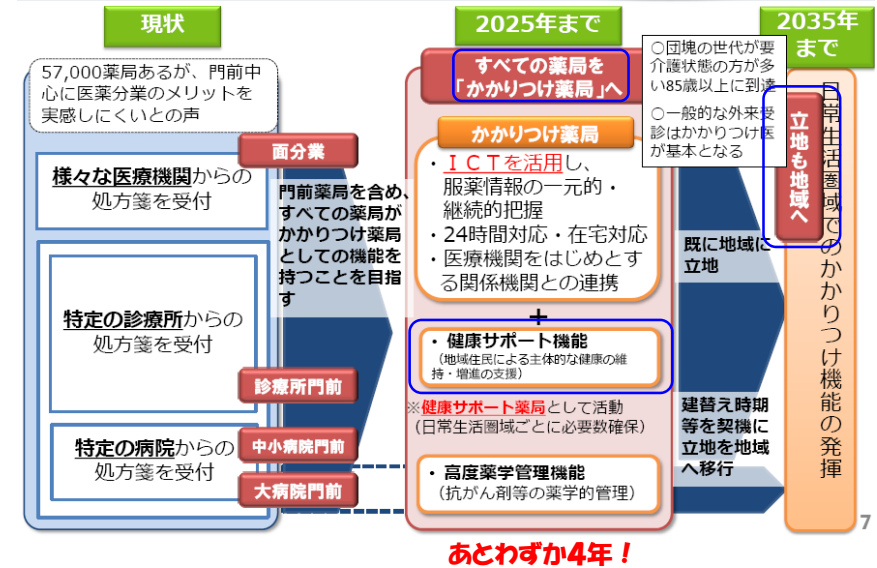 現状
57,000薬局あるが、門前中
心に医薬分業のメリットを
実感しにくいとの声
面分業
様々な医療機関からの
処方箋を受付
特定の診療所からの
処方箋を受付
診療所門前
特定の病院からの
処方箋を受付
中小病院門前
大病院門前
門前薬局を含め、
すべての薬局が
かかりつけ薬局
としての機能を
持つことを目指
す
2025年まで
すべての薬局を
「かかりつけ薬局」へ
かかりつけ薬局
・ＩＣＴを活用し、
服薬情報の一元的・
継続的把握
・24時間対応・在宅対応
・医療機関をはじめとす
る関係機関との連携
+
・健康サポート機能
（地域住民による主体的な健康の維
持・増進の支援）
※健康サポート薬局として活動
（日常生活圏域ごとに必要数確保）
・高度薬学管理機能
（抗がん剤等の薬学的管理）
あとわずか4年！
○団塊の世代が要
介護状態の方が多
い85歳以上に到達
○一般的な外来受
診はかかりつけ医
が基本となる
既に地域に
立地
建替え時期
等を契機に
立地を地域
へ移行
2035年
まで
立地も地域へ
日常生活圏域でのかかりつけ機能の発揮
7